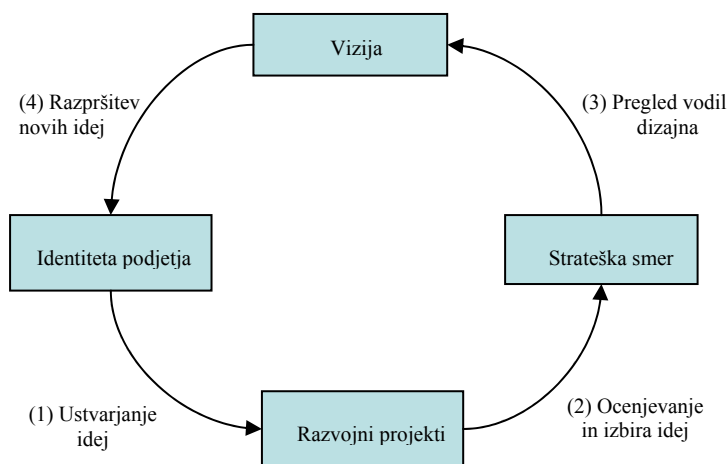 Vizija
(4) Razpršitev
novih idej
(3) Pregled vodil
dizajna
Identiteta podjetja
Strateška smer
(1) Ustvarjanje
idej
Razvojni projekti
(2) Ocenjevanje
in izbira idej